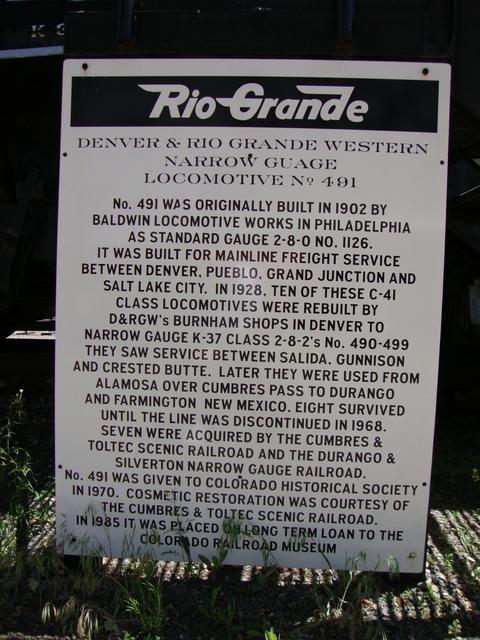 K
Rio Grande
DENVER & RIO GRANDE WESTERN
NARROW GUAGE
LOCOMOTIVE Nº 491
No. 491 WAS ORIGINALLY BUILT IN 1902 BY
BALDWIN LOCOMOTIVE WORKS IN PHILADELPHIA
AS STANDARD GAUGE 2-8-0 NO. 1126.
IT WAS BUILT FOR MAINLINE FREIGHT SERVICE
BETWEEN DENVER, PUEBLO, GRAND JUNCTION AND
SALT LAKE CITY. IN 1928, TEN OF THESE C-41
CLASS LOCOMOTIVES WERE REBUILT BY
D&RGW's BURNHAM SHOPS IN DENVER TO
NARROW GAUGE K-37 CLASS 2-8-2's No. 490-499
THEY SAW SERVICE BETWEEN SALIDA, GUNNISON
AND CRESTED BUTTE. LATER THEY WERE USED FROM
ALAMOSA OVER CUMBRES PASS TO DURANGO
AND FARMINGTON NEW MEXICO. EIGHT SURVIVED
UNTIL THE LINE WAS DISCONTINUED IN 1968.
SEVEN WERE ACQUIRED BY THE CUMBRES &
TOLTEC SCENIC RAILROAD AND THE DURANGO &
SILVERTON NARROW GAUGE RAILROAD.
No. 491 WAS GIVEN TO COLORADO HISTORICAL SOCIETY
IN 1970. COSMETIC RESTORATION WAS COURTESY OF
THE CUMBRES & TOLTEC SCENIC RAILROAD.
IN 1985 IT WAS PLACED ON LONG TERM LOAN TO THE
COLORADO RAILROAD MUSEUM